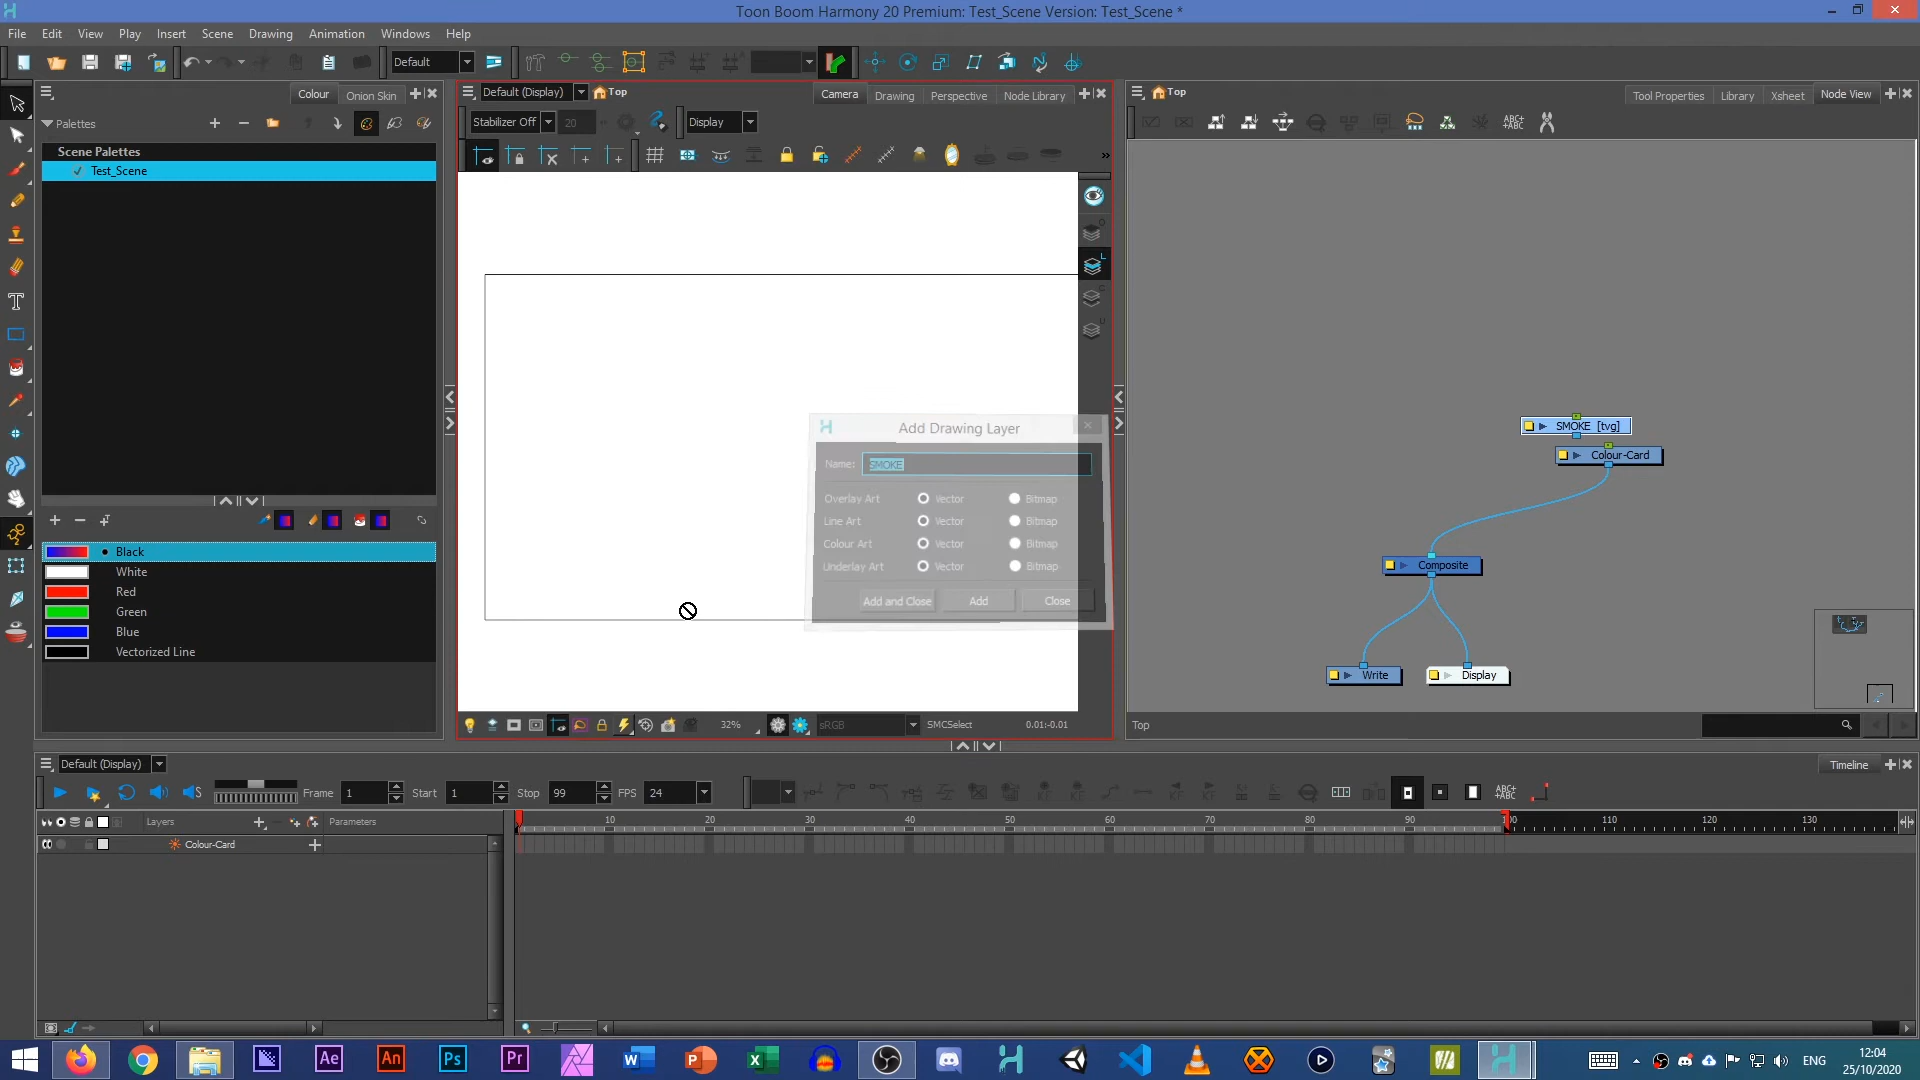 Toon Boom Harmony 20 Premium: Test_Scene Version: Test_Scene *
File Edit View Play Insert Scene Drawing Animation Windows Help
Default
Colour Onion Skin
Default (Display) Top Camera Drawing Perspective Node Library
Top Tool Properties Library Xsheet Node View
Palettes
Stabilizer Off 20 Display
Scene Palettes
Test_Scene
SMOKE [tvg]
Colour-Card
Composite
Write Display
Add Drawing Layer
Name: SMOKE
Overlay Art Vector Bitmap
Line Art Vector Bitmap
Colour Art Vector Bitmap
Underlay Art Vector Bitmap
Add and Close Add Close
Black
White
Red
Green
Blue
Vectorized Line
32% sRGB SMCSelect 0.01:-0.01
Top
Default (Display) Timeline
Frame 1 Start 1 Stop 99 FPS 24
Layers Parameters
10 20 30 40 50 60 70 80 90 100 110 120 130
Colour-Card
Ae An Ps Pr
ENG
12:04
25/10/2020